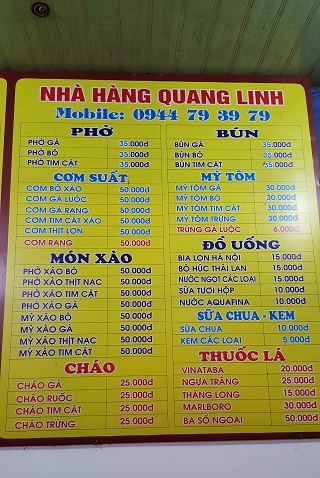 NHÀ HÀNG QUANG LINH
Mobile: 0944 79 39 79
PHỞ
PHỞ GÀ 35.000đ
PHỞ BÒ 35.000đ
PHỞ TIM CẬT 35.000đ
CƠM SUẤT
CƠM BÒ XÀO 50.000đ
CƠM GÀ LUỘC 50.000đ
CƠM GÀ RANG 50.000đ
CƠM TIM CẬT XÀO 50.000đ
CƠM THỊT LỢN 50.000đ
CƠM RANG 50.000đ
MÓN XÀO
PHỞ XÀO BÒ 50.000đ
PHỞ XÀO THỊT NẠC 50.000đ
PHỞ XÀO TIM CẬT 50.000đ
PHỞ XÀO GÀ 50.000đ
MỲ XÀO BÒ 50.000đ
MỲ XÀO GÀ 50.000đ
MỲ XÀO THỊT NẠC 50.000đ
MỲ XÀO TIM CẬT 50.000đ
CHÁO
CHÁO GÀ 25.000đ
CHÁO RUỐC 25.000đ
CHÁO TIM CẬT 25.000đ
CHÁO TRỨNG 25.000đ
BÚN
BÚN GÀ 35.000đ
BÚN BÒ 35.000đ
BÚN TIM CẬT 35.000đ
MỲ TÔM
MỲ TÔM GÀ 30.000đ
MỲ TÔM BÒ 30.000đ
MỲ TÔM TIM CẬT 30.000đ
MỲ TÔM TRỨNG 30.000đ
TRỨNG GÀ LUỘC 6.000đ
ĐỒ UỐNG
BIA LON HÀ NỘI 15.000đ
BÒ HÚC THÁI LAN 15.000đ
NƯỚC NGỌT CÁC LOẠI 15.000đ
SỮA TƯƠI HỘP 10.000đ
NƯỚC AQUAFINA 10.000đ
SỮA CHUA - KEM
SỮA CHUA 10.000đ
KEM CÁC LOẠI 5.000đ
THUỐC LÁ
VINATABA 20.000đ
NGỰA TRẮNG 25.000đ
THĂNG LONG 15.000đ
MARLBORO 30.000đ
BA SỐ NGOẠI 50.000đ